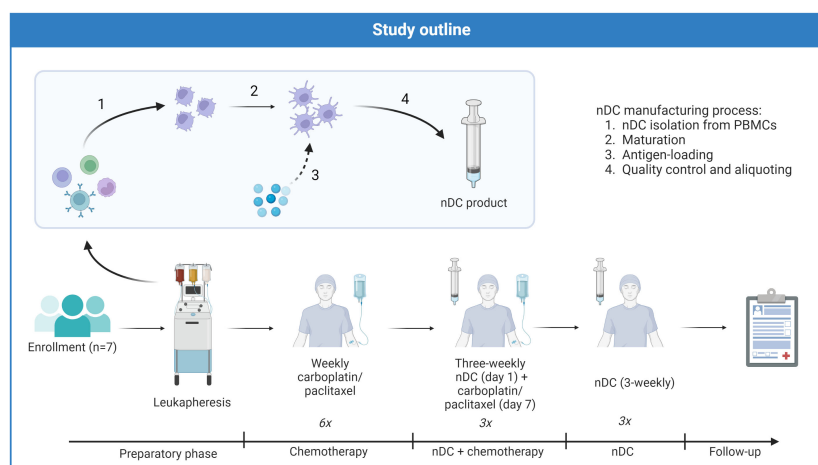 Study outline
1
2
4
3
nDC product
nDC manufacturing process:
1. nDC isolation from PBMCs
2. Maturation
3. Antigen-loading
4. Quality control and aliquoting
Enrollment (n=7)
Leukapheresis
Weekly
carboplatin/
paclitaxel
Three-weekly
nDC (day 1) +
carboplatin/
paclitaxel (day 7)
nDC (3-weekly)
6x
3x
3x
Preparatory phase
Chemotherapy
nDC + chemotherapy
nDC
Follow-up